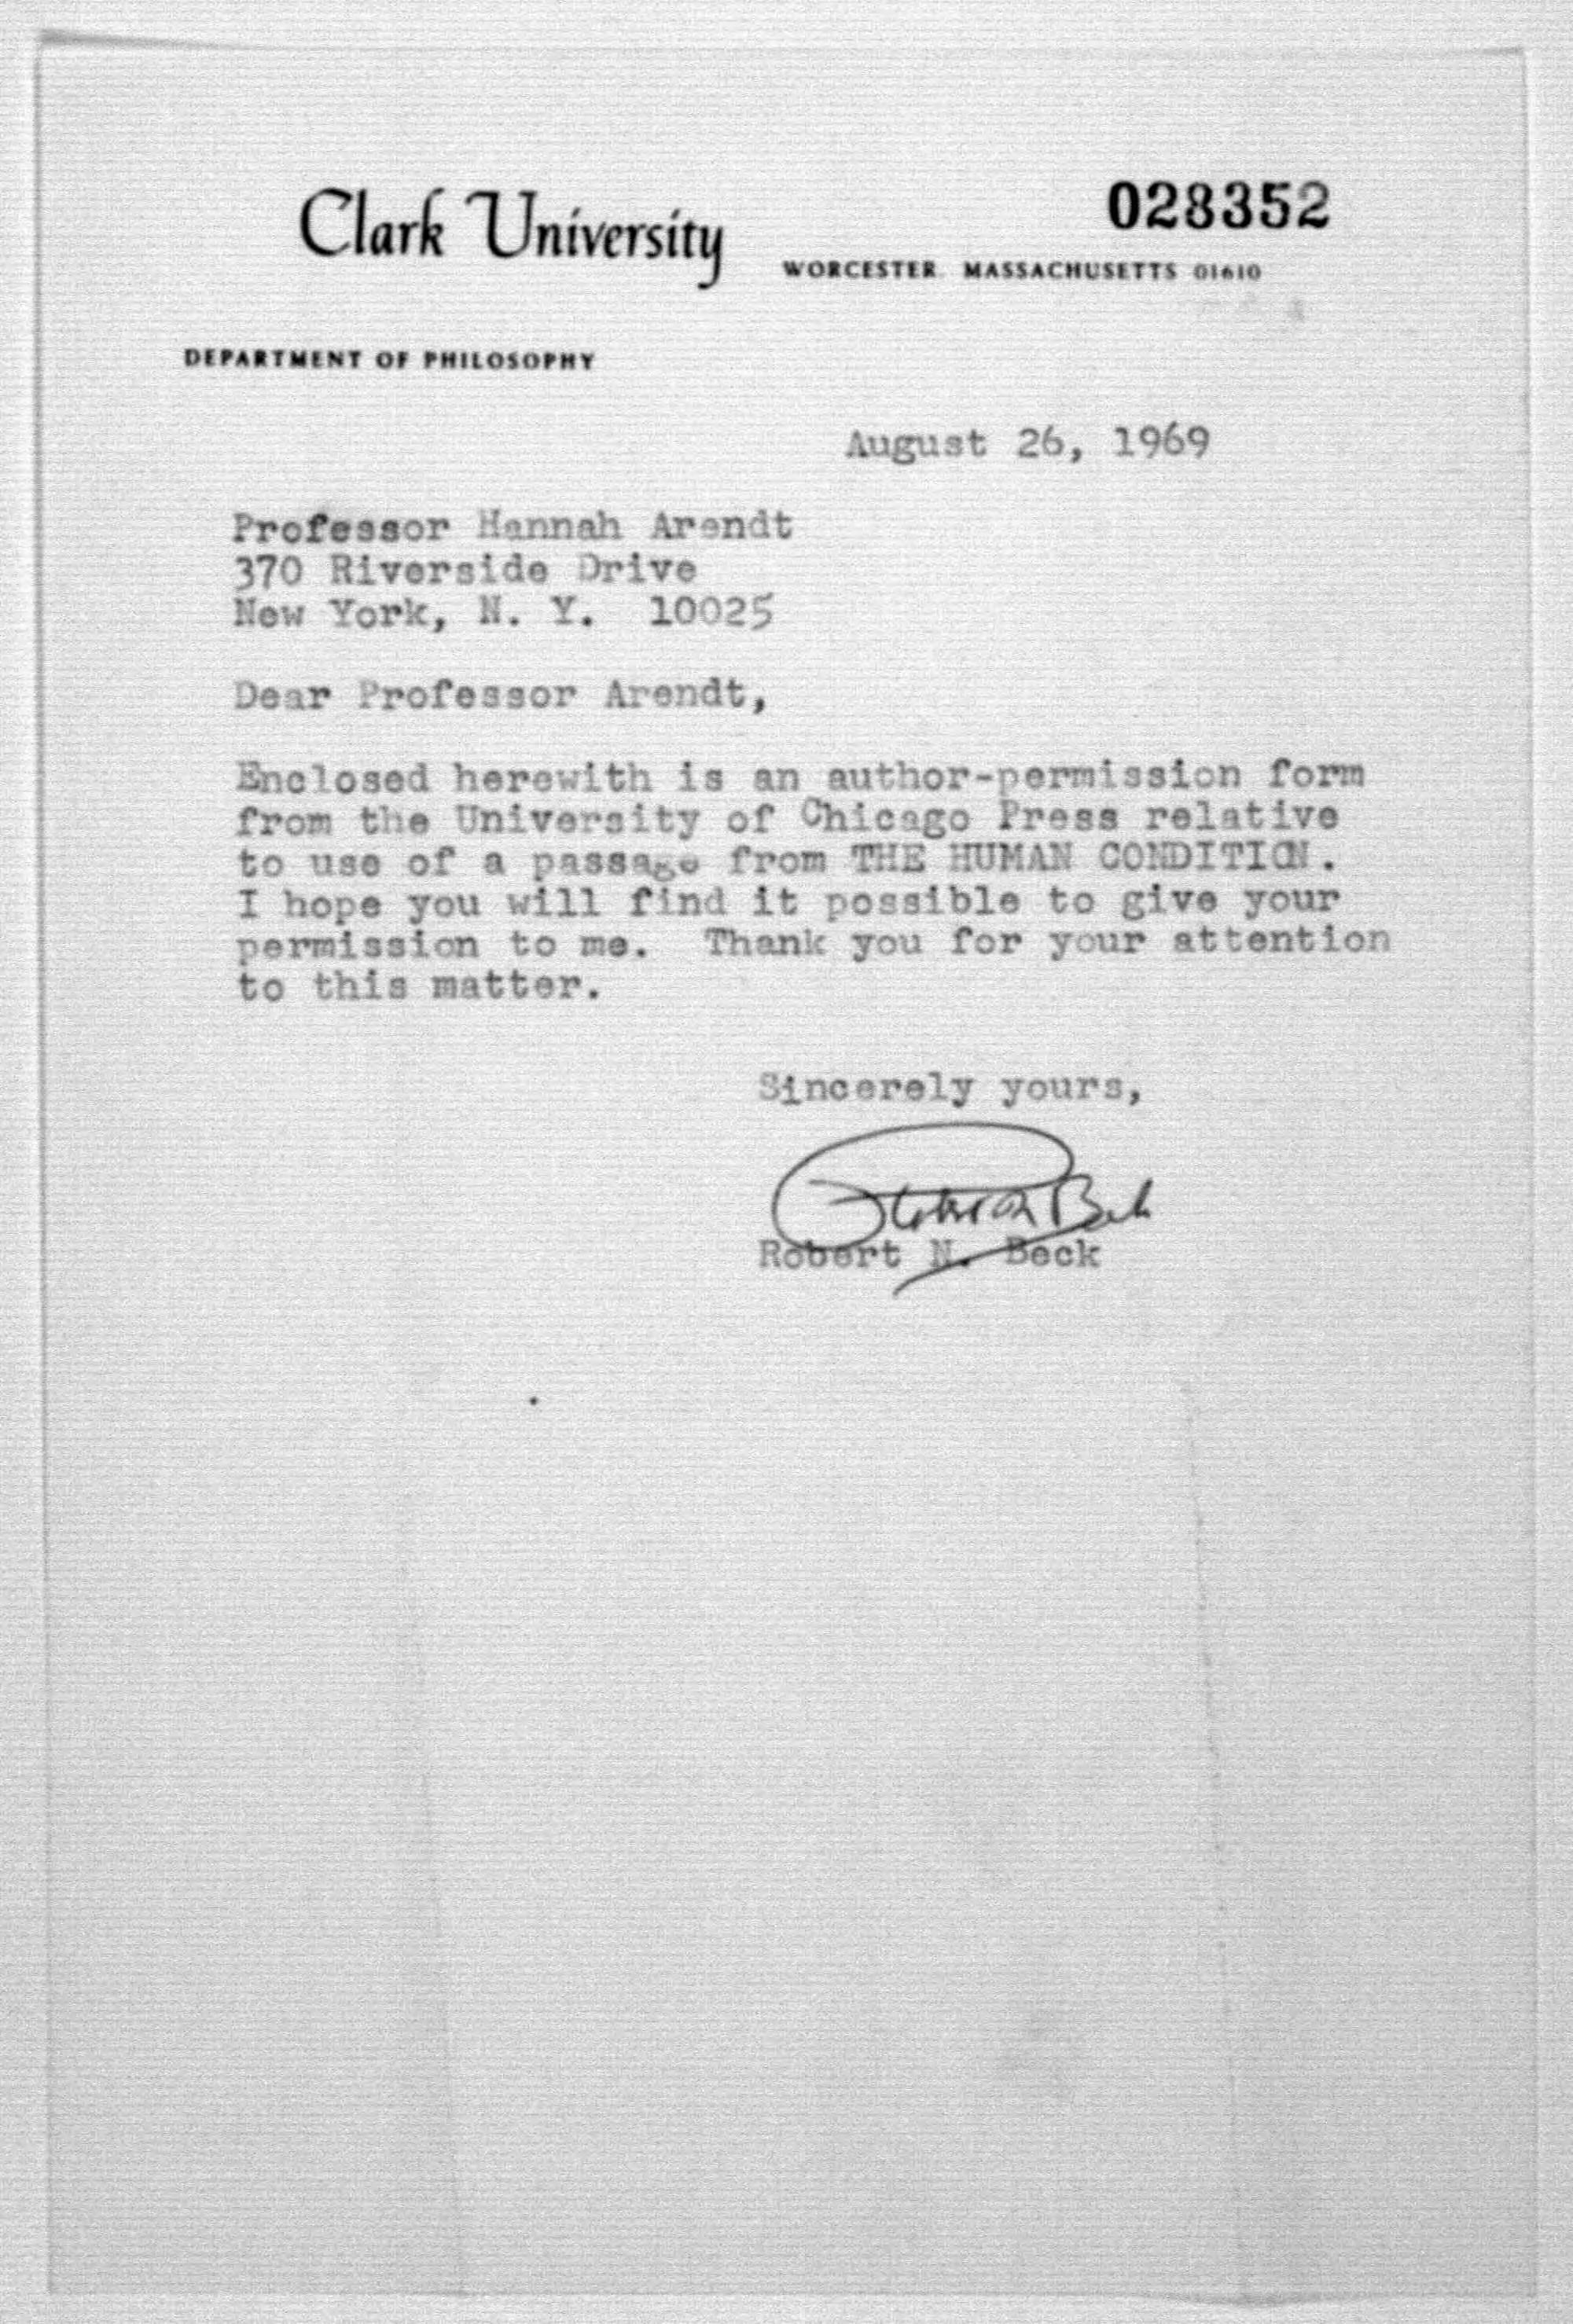 028352
Clark University
WORCESTER, MASSACHUSETTS 01610
DEPARTMENT OF PHILOSOPHY
August 26, 1969
Professor Hannah Arendt
370 Riverside Drive
New York, N. Y. 10025
Dear Professor Arendt,
Enclosed herewith is an author-permission form
from the University of Chicago Press relative
to use of a passage from THE HUMAN CONDITION.
I hope you will find it possible to give your
permission to me. Thank you for your attention
to this matter.
Sincerely yours,
Robert N. Beck
Robert N. Beck